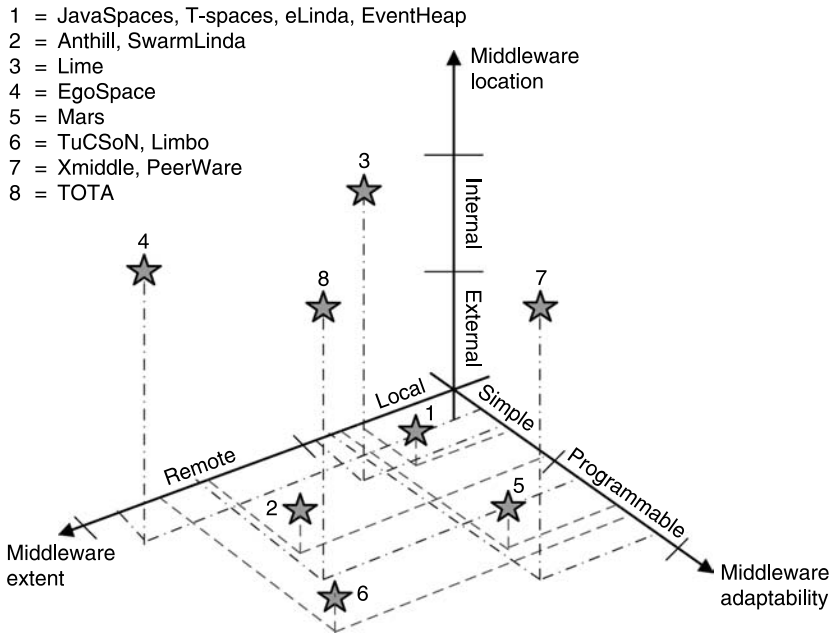 1 = JavaSpaces, T-spaces, eLinda, EventHeap
2 = Anthill, SwarmLinda
3 = Lime
4 = EgoSpace
5 = Mars
6 = TuCSoN, Limbo
7 = Xmiddle, PeerWare
8 = TOTA
Middleware
location
Internal
External
3
4
8
7
Local
Simple
1
Remote
Programmable
2
5
6
Middleware
extent
Middleware
adaptability